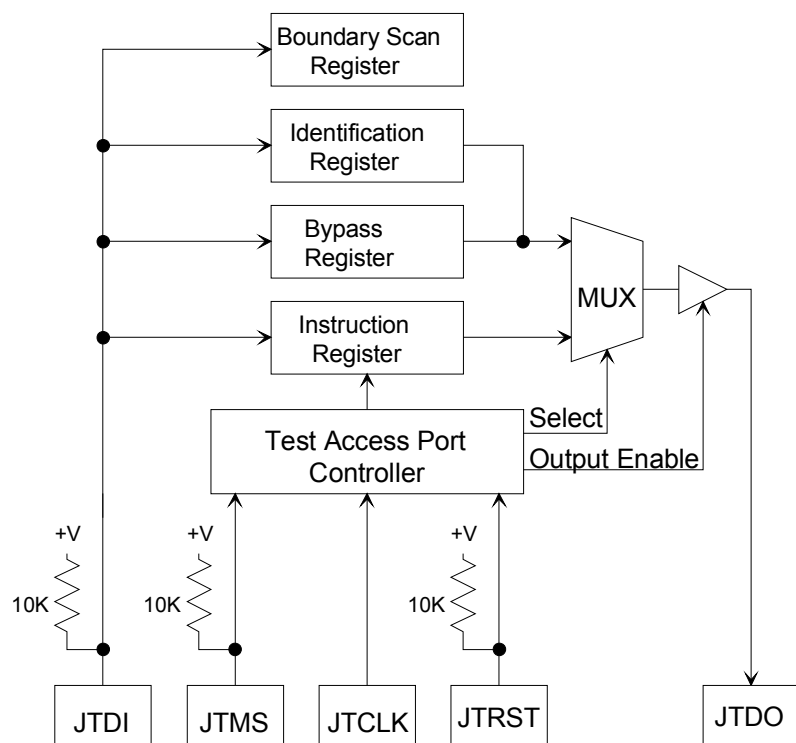 Boundary Scan
Register
Identification
Register
Bypass
Register
MUX
Instruction
Register
Select
Test Access Port
Controller
Output Enable
+V
+V
+V
10K
10K
10K
JTDI
JTMS
JTCLK
JTRST
JTDO